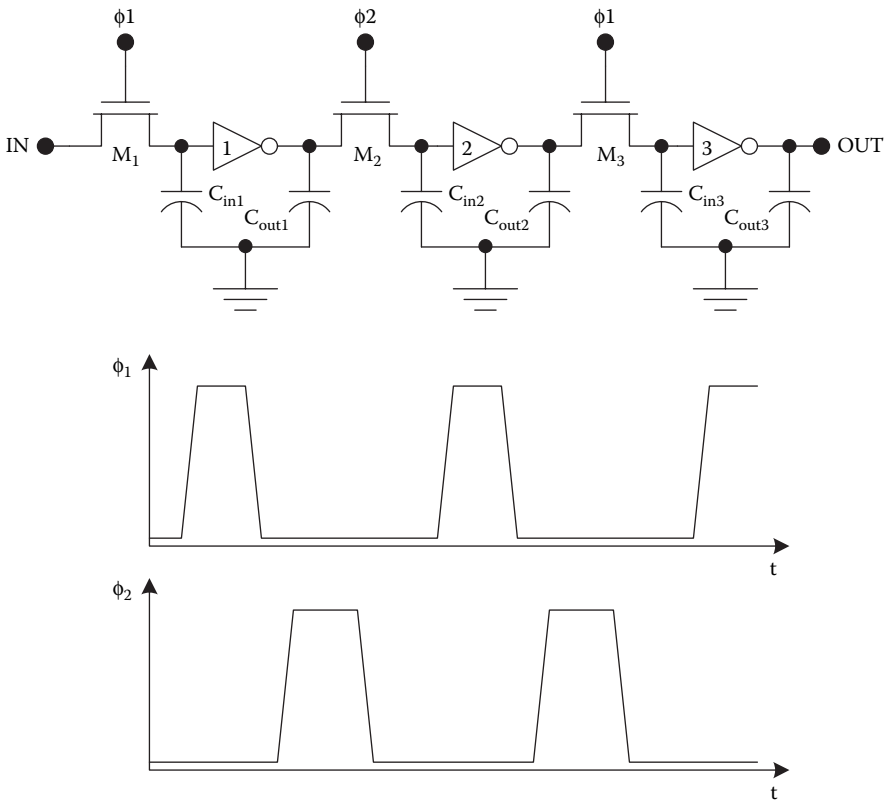 ϕ1 ϕ2 ϕ1
IN M1 1 M2 2 M3 3 OUT
Cin1 Cout1 Cin2 Cout2 Cin3 Cout3
ϕ1
t
ϕ2
t